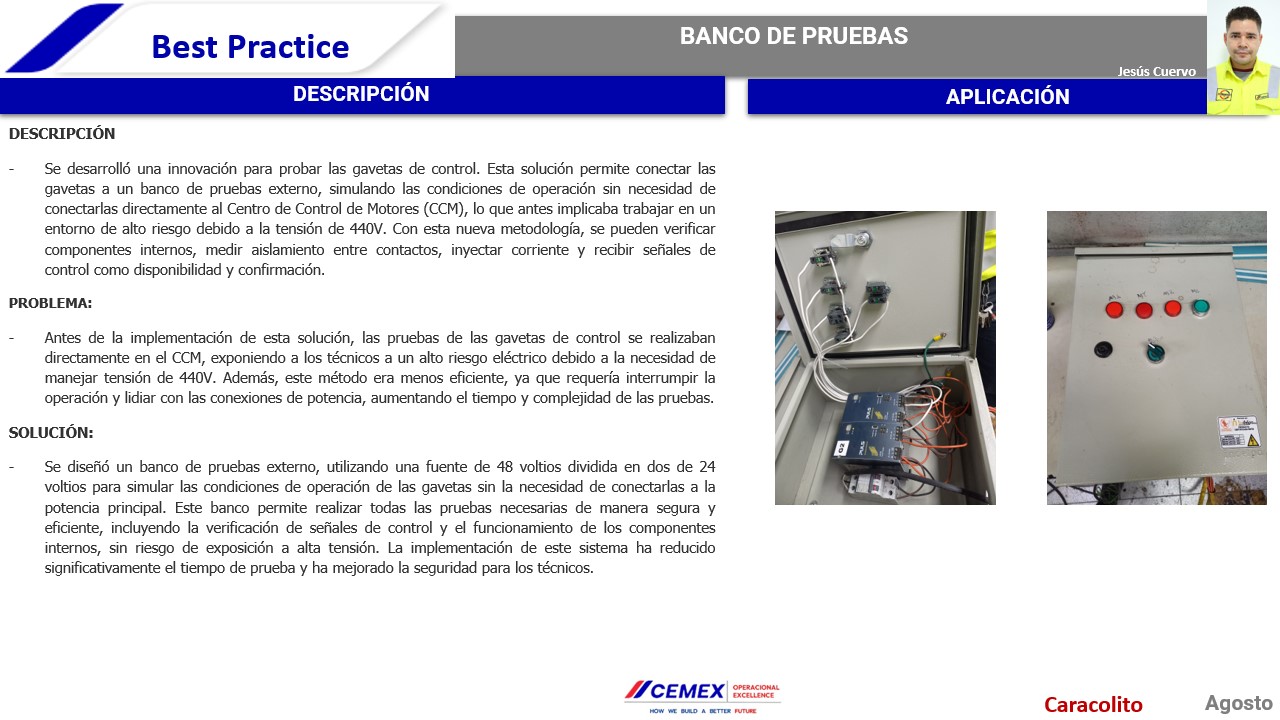 Best Practice
BANCO DE PRUEBAS
Jesús Cuervo
DESCRIPCIÓN
APLICACIÓN
DESCRIPCIÓN
- Se desarrolló una innovación para probar las gavetas de control. Esta solución permite conectar las
gavetas a un banco de pruebas externo, simulando las condiciones de operación sin necesidad de
conectarlas directamente al Centro de Control de Motores (CCM), lo que antes implicaba trabajar en un
entorno de alto riesgo debido a la tensión de 440V. Con esta nueva metodología, se pueden verificar
componentes internos, medir aislamiento entre contactos, inyectar corriente y recibir señales de
control como disponibilidad y confirmación.
PROBLEMA:
- Antes de la implementación de esta solución, las pruebas de las gavetas de control se realizaban
directamente en el CCM, exponiendo a los técnicos a un alto riesgo eléctrico debido a la necesidad de
manejar tensión de 440V. Además, este método era menos eficiente, ya que requería interrumpir la
operación y lidiar con las conexiones de potencia, aumentando el tiempo y complejidad de las pruebas.
SOLUCIÓN:
- Se diseñó un banco de pruebas externo, utilizando una fuente de 48 voltios dividida en dos de 24
voltios para simular las condiciones de operación de las gavetas sin la necesidad de conectarlas a la
potencia principal. Este banco permite realizar todas las pruebas necesarias de manera segura y
eficiente, incluyendo la verificación de señales de control y el funcionamiento de los componentes
internos, sin riesgo de exposición a alta tensión. La implementación de este sistema ha reducido
significativamente el tiempo de prueba y ha mejorado la seguridad para los técnicos.
PULS
PULS
G2
CEMEX
OPERACIONAL
EXCELLENCE
HOW WE BUILD A BETTER FUTURE
Caracolito
Agosto